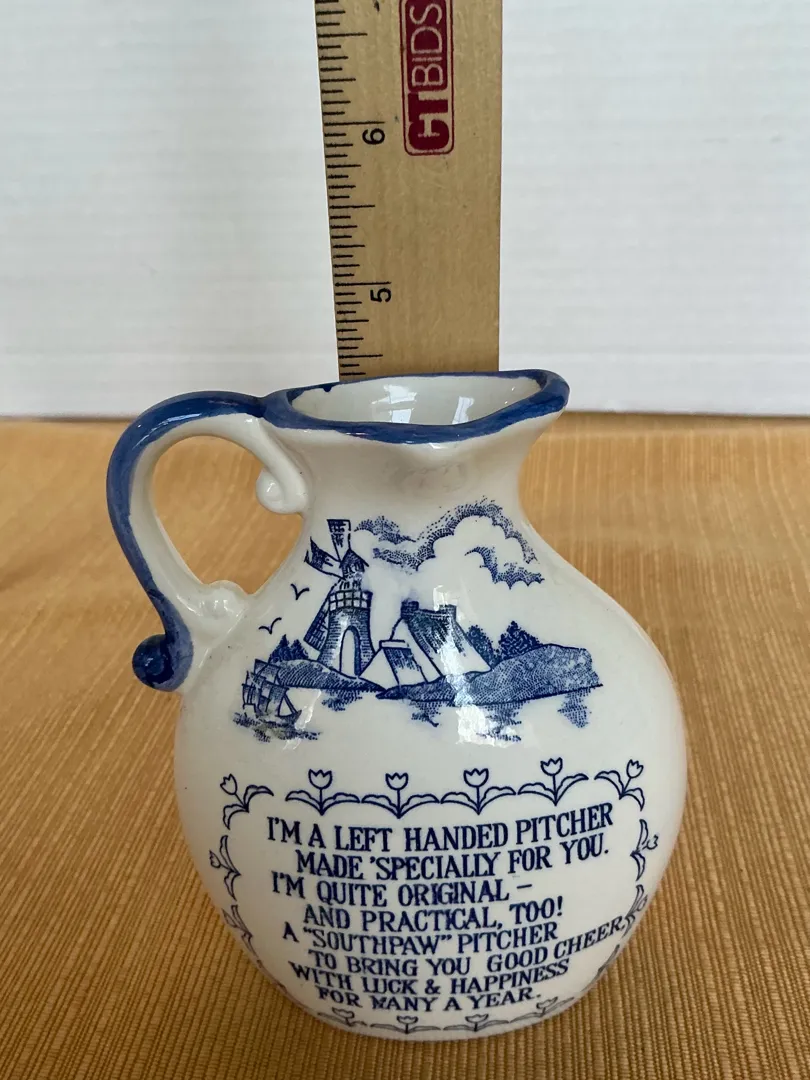 CTBIDS
6
5
I'M A LEFT HANDED PITCHER
MADE 'SPECIALLY FOR YOU.
I'M QUITE ORIGINAL –
AND PRACTICAL, TOO!
A "SOUTHPAW" PITCHER
TO BRING YOU GOOD CHEER,
WITH LUCK & HAPPINESS
FOR MANY A YEAR.